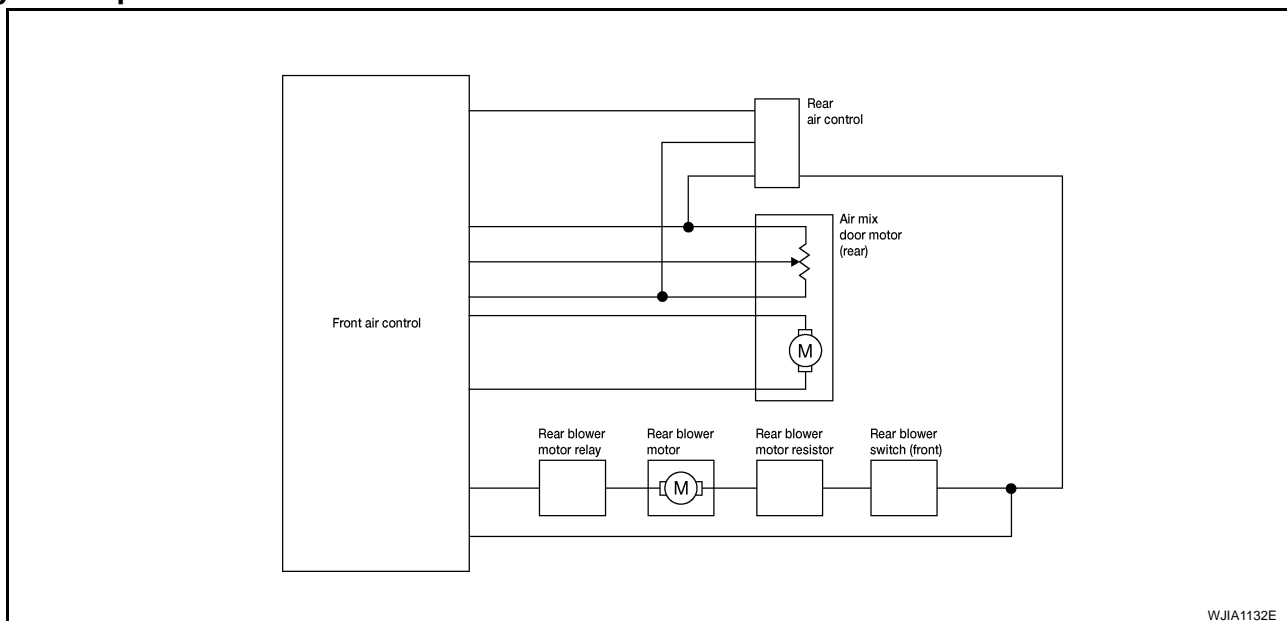 Rear
air control
Air mix
door motor
(rear)
Front air control
M
Rear blower
motor relay
Rear blower
motor
Rear blower
motor resistor
Rear blower
switch (front)
M
WJIA1132E